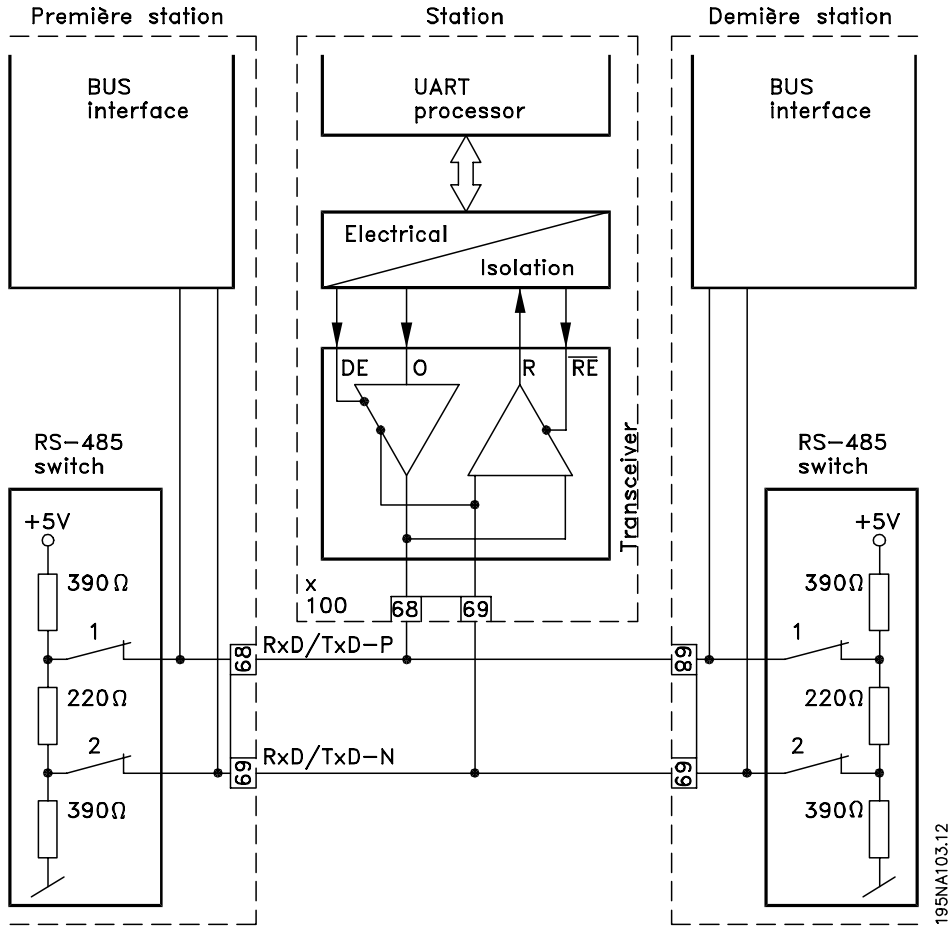 Première station
Station
Demière station
BUS
interface
UART
processor
BUS
interface
Electrical
Isolation
DE
O
R
RE
Transceiver
RS-485
switch
RS-485
switch
+5V
+5V
390Ω
390Ω
x
100
68
69
1
1
68
RxD/TxD-P
68
220Ω
220Ω
2
2
69
RxD/TxD-N
69
390Ω
390Ω
195NA103.12